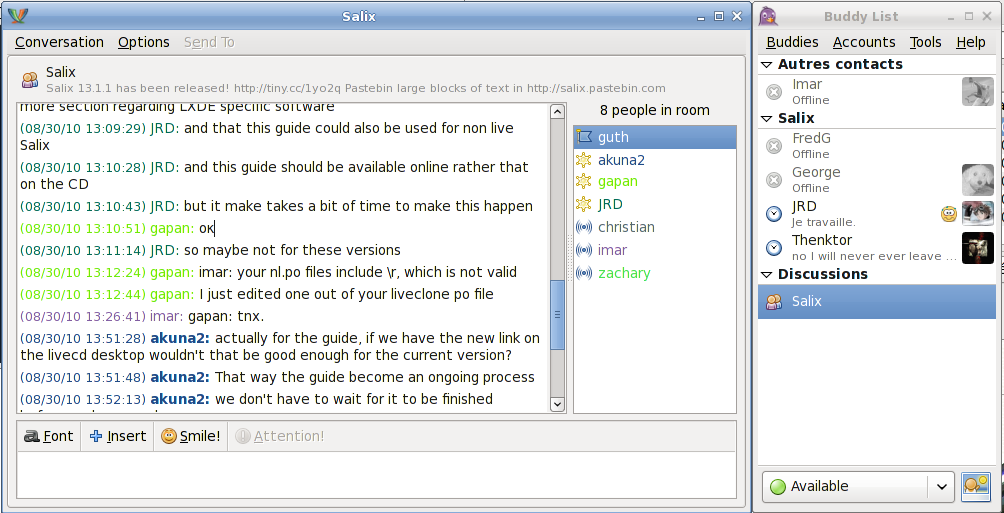 Salix
Conversation Options Send To
Salix
Salix 13.1.1 has been released! http://tiny.cc/1yo2q Pastebin large blocks of text in http://salix.pastebin.com
more section regarding LXDE specific software
(08/30/10 13:09:29) JRD: and that this guide could also be used for non live
Salix
(08/30/10 13:10:28) JRD: and this guide should be available online rather that
on the CD
(08/30/10 13:10:43) JRD: but it make takes a bit of time to make this happen
(08/30/10 13:10:51) gapan: ok
(08/30/10 13:11:14) JRD: so maybe not for these versions
(08/30/10 13:12:24) gapan: imar: your nl.po files include \r, which is not valid
(08/30/10 13:12:44) gapan: I just edited one out of your liveclone po file
(08/30/10 13:26:41) imar: gapan: tnx.
(08/30/10 13:51:28) akuna2: actually for the guide, if we have the new link on
the livecd desktop wouldn't that be good enough for the current version?
(08/30/10 13:51:48) akuna2: That way the guide become an ongoing process
(08/30/10 13:52:13) akuna2: we don't have to wait for it to be finished
8 people in room
guth
akuna2
gapan
JRD
christian
imar
zachary
Font Insert Smile! Attention!
Buddy List
Buddies Accounts Tools Help
Autres contacts
Imar
Offline
Salix
FredG
Offline
George
Offline
JRD
Je travaille.
Thenktor
no I will never ever leave ...
Discussions
Salix
Available